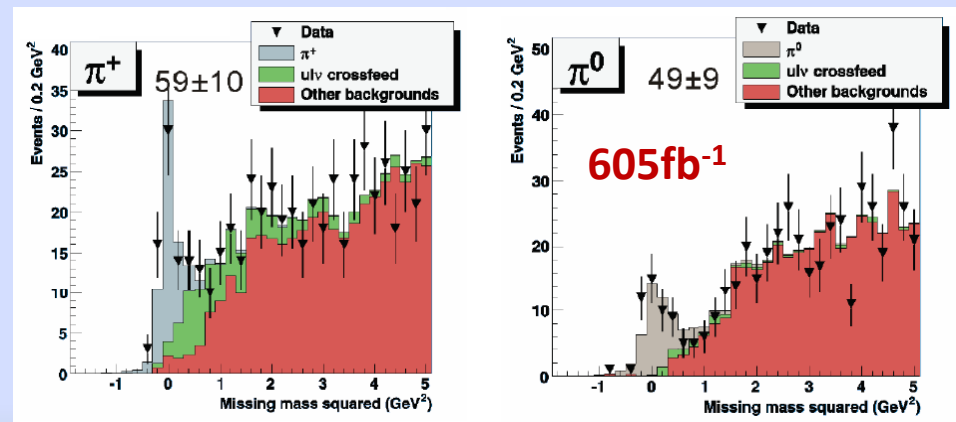 Events / 0.2 GeV²
40
35
30
25
20
15
10
5
0
π⁺
59±10
Data
π⁺
ulν crossfeed
Other backgrounds
-1 0 1 2 3 4 5
Missing mass squared (GeV²)
Events / 0.2 GeV²
50
40
30
20
10
0
π⁰
49±9
605fb⁻¹
Data
π⁰
ulν crossfeed
Other backgrounds
-1 0 1 2 3 4 5
Missing mass squared (GeV²)